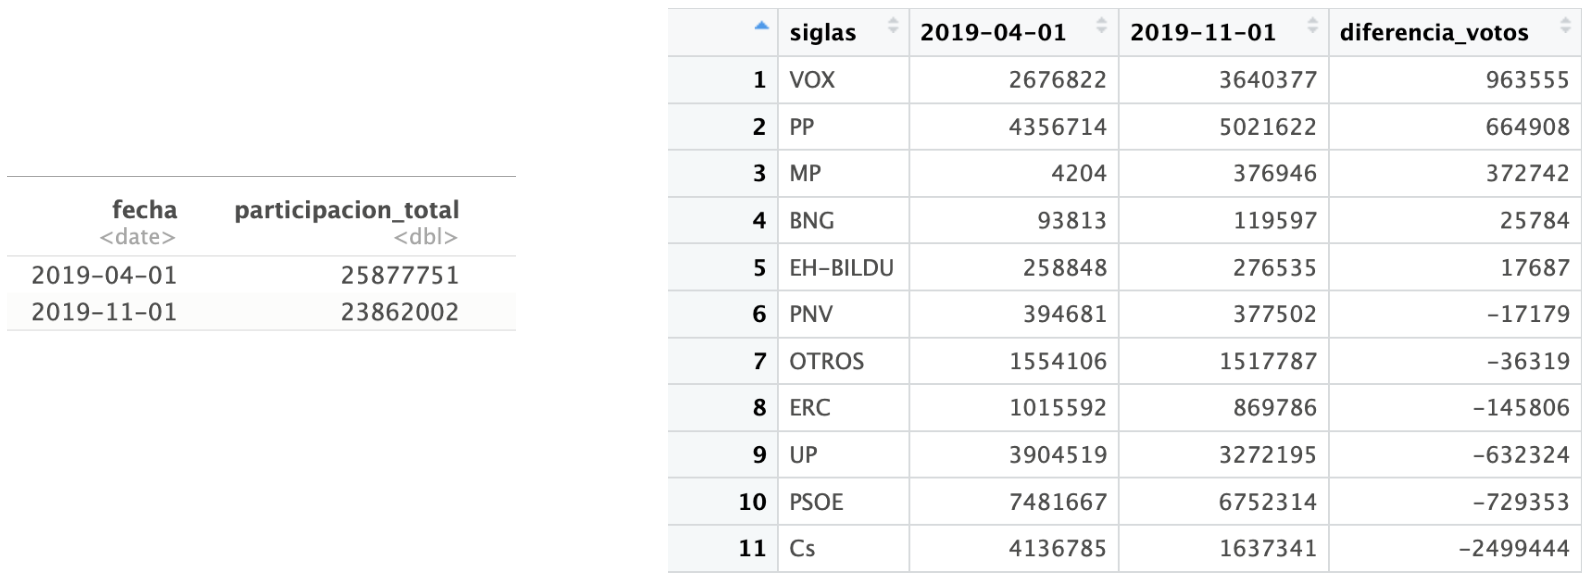 fecha participacion_total
<date> <dbl>
2019-04-01 25877751
2019-11-01 23862002
siglas 2019-04-01 2019-11-01 diferencia_votos
1 VOX 2676822 3640377 963555
2 PP 4356714 5021622 664908
3 MP 4204 376946 372742
4 BNG 93813 119597 25784
5 EH-BILDU 258848 276535 17687
6 PNV 394681 377502 -17179
7 OTROS 1554106 1517787 -36319
8 ERC 1015592 869786 -145806
9 UP 3904519 3272195 -632324
10 PSOE 7481667 6752314 -729353
11 Cs 4136785 1637341 -2499444